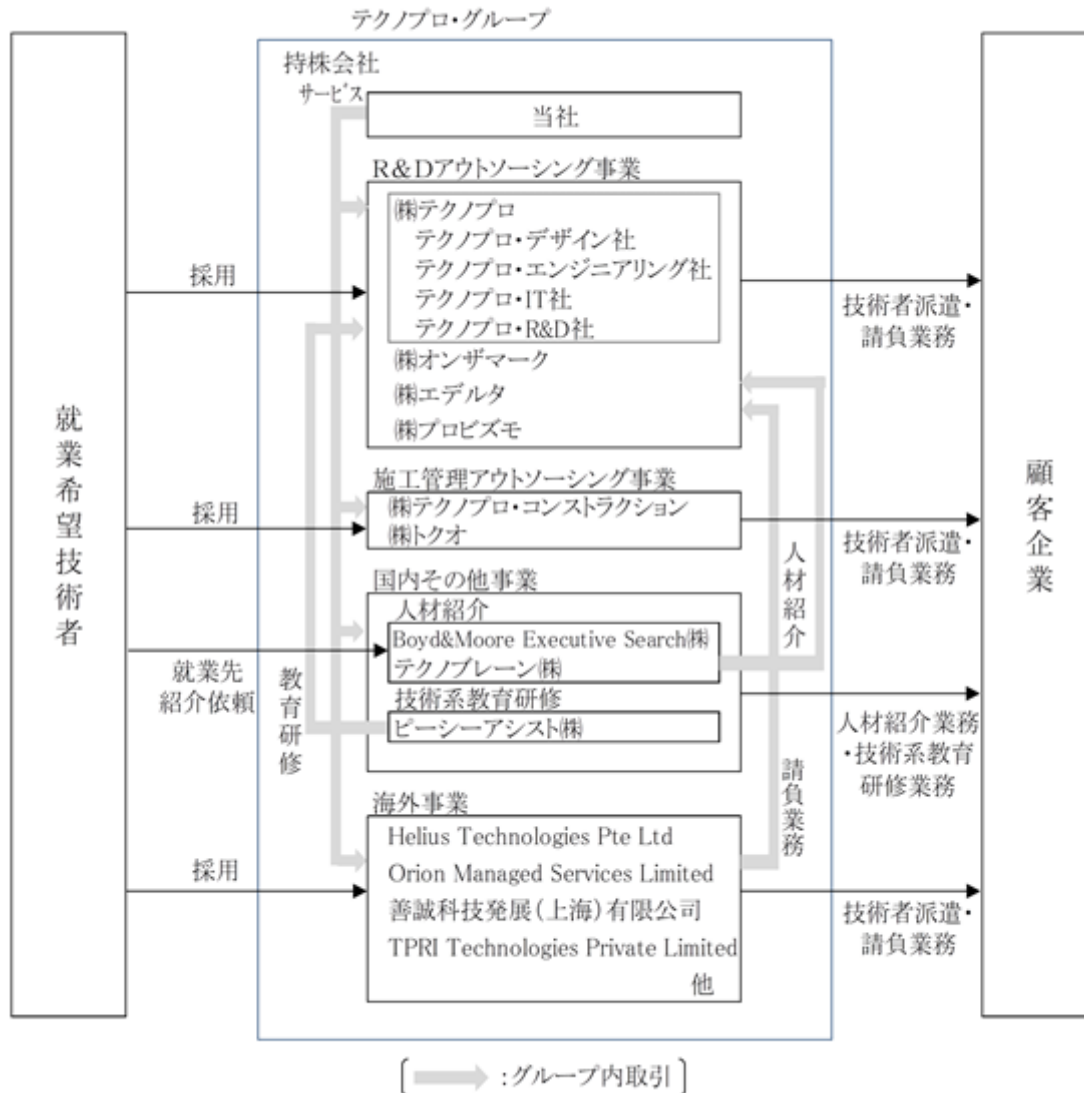 テクノプロ・グループ
持株会社
サービス
当社
R&Dアウトソーシング事業
㈱テクノプロ
テクノプロ・デザイン社
テクノプロ・エンジニアリング社
テクノプロ・IT社
テクノプロ・R&D社
㈱オンザマーク
㈱エデルタ
㈱プロビズモ
施工管理アウトソーシング事業
㈱テクノプロ・コンストラクション
㈱トクオ
国内その他事業
人材紹介
Boyd&Moore Executive Search㈱
テクノブレーン㈱
技術系教育研修
ピーシーアシスト㈱
海外事業
Helius Technologies Pte Ltd
Orion Managed Services Limited
善誠科技発展(上海)有限公司
TPRI Technologies Private Limited
他
就業希望技術者
採用
採用
就業先
紹介依頼
採用
教育研修
人材紹介
請負業務
技術者派遣・
請負業務
技術者派遣・
請負業務
人材紹介業務
・技術系教育
研修業務
技術者派遣・
請負業務
顧客企業
:グループ内取引